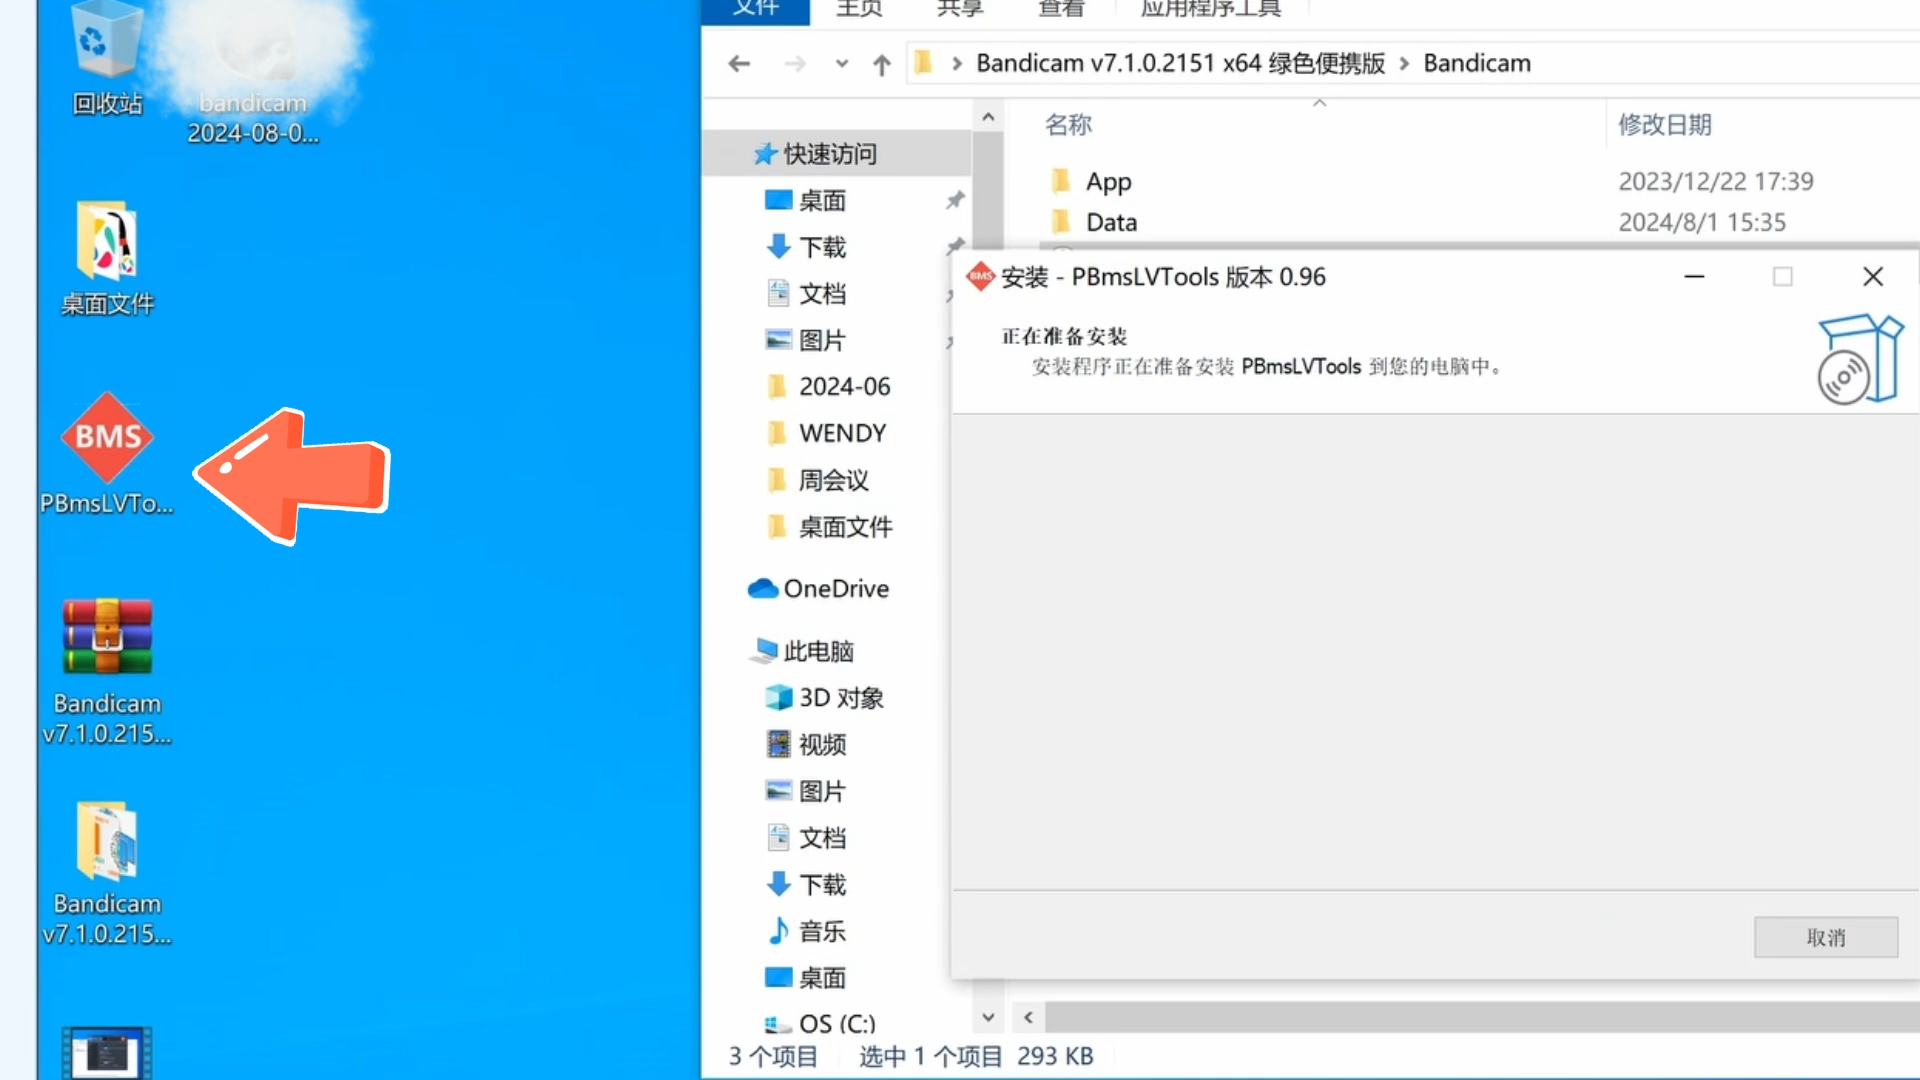 回收站
bandicam
2024-08-0...
桌面文件
BMS
PBmsLVTo...
Bandicam
v7.1.0.215...
Bandicam
v7.1.0.215...
文件
主页
共享
查看
应用程序工具
Bandicam v7.1.0.2151 x64 绿色便携版
Bandicam
快速访问
桌面
下载
文档
图片
2024-06
WENDY
周会议
桌面文件
OneDrive
此电脑
3D 对象
视频
图片
文档
下载
音乐
桌面
OS (C:)
名称
修改日期
App
2023/12/22 17:39
Data
2024/8/1 15:35
BMS
安装 - PBmsLVTools 版本 0.96
正在准备安装
安装程序正在准备安装 PBmsLVTools 到您的电脑中。
取消
3 个项目
选中 1 个项目 293 KB